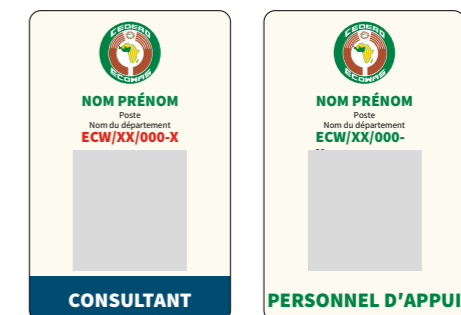 CEDEAO
ECOWAS
NOM PRÉNOM
Poste
Nom du département
ECW/XX/000-X
CONSULTANT
CEDEAO
ECOWAS
NOM PRÉNOM
Poste
Nom du département
ECW/XX/000-
PERSONNEL D'APPUI